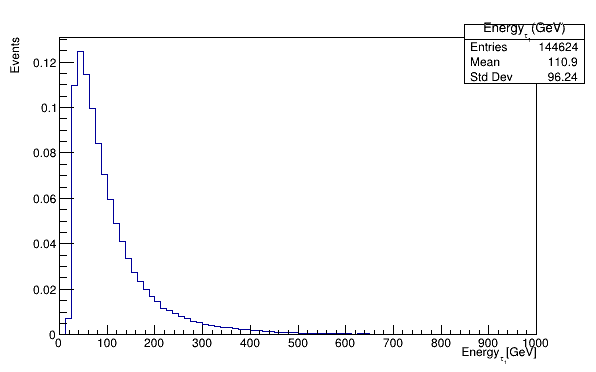 Energy_τ₁(GeV)
Entries 144624
Mean 110.9
Std Dev 96.24
Events
0.12
0.1
0.08
0.06
0.04
0.02
0
0 100 200 300 400 500 600 700 800 900 1000
Energy_τ₁[GeV]